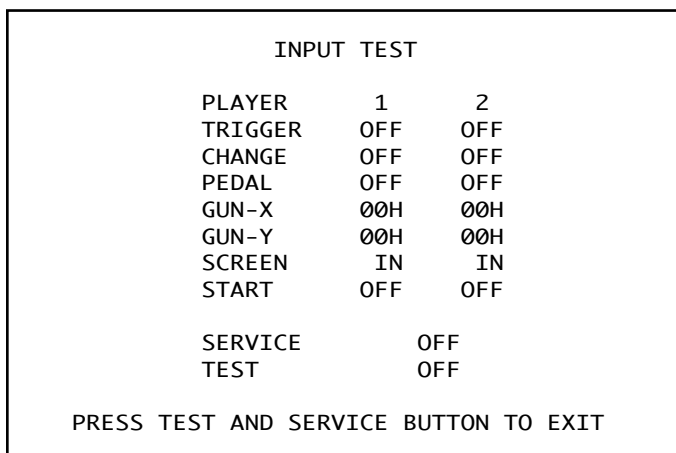 INPUT TEST
PLAYER 1 2
TRIGGER OFF OFF
CHANGE OFF OFF
PEDAL OFF OFF
GUN-X 00H 00H
GUN-Y 00H 00H
SCREEN IN IN
START OFF OFF
SERVICE OFF
TEST OFF
PRESS TEST AND SERVICE BUTTON TO EXIT